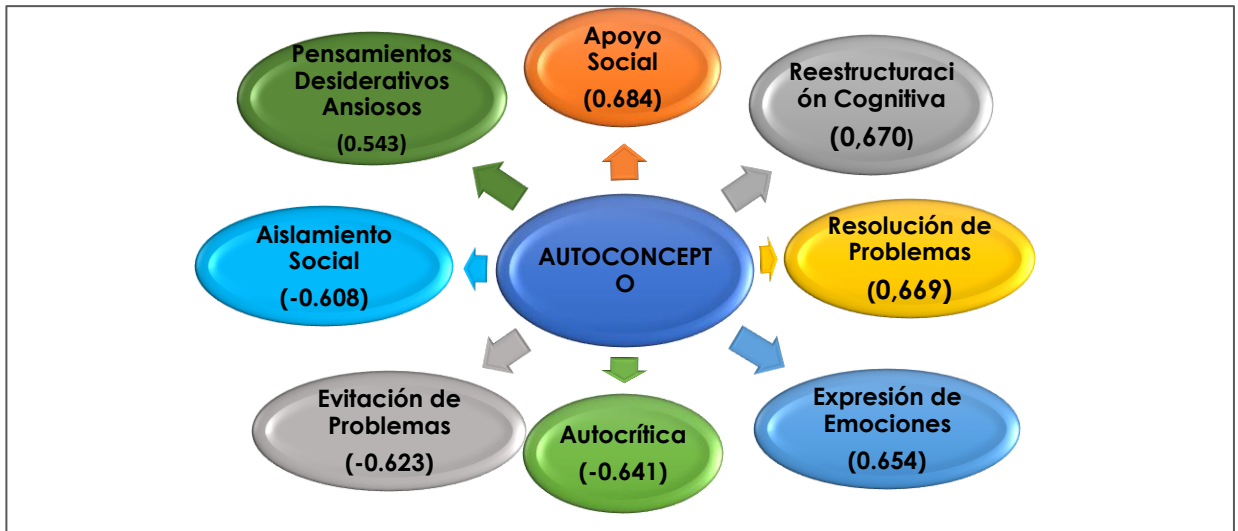 Pensamientos
Desiderativos
Ansiosos
(0.543)
Apoyo
Social
(0.684)
Reestructuraci
ón Cognitiva
(0,670)
Aislamiento
Social
(-0.608)
AUTOCONCEPT
O
Resolución de
Problemas
(0,669)
Evitación de
Problemas
(-0.623)
Autocrítica
(-0.641)
Expresión de
Emociones
(0.654)